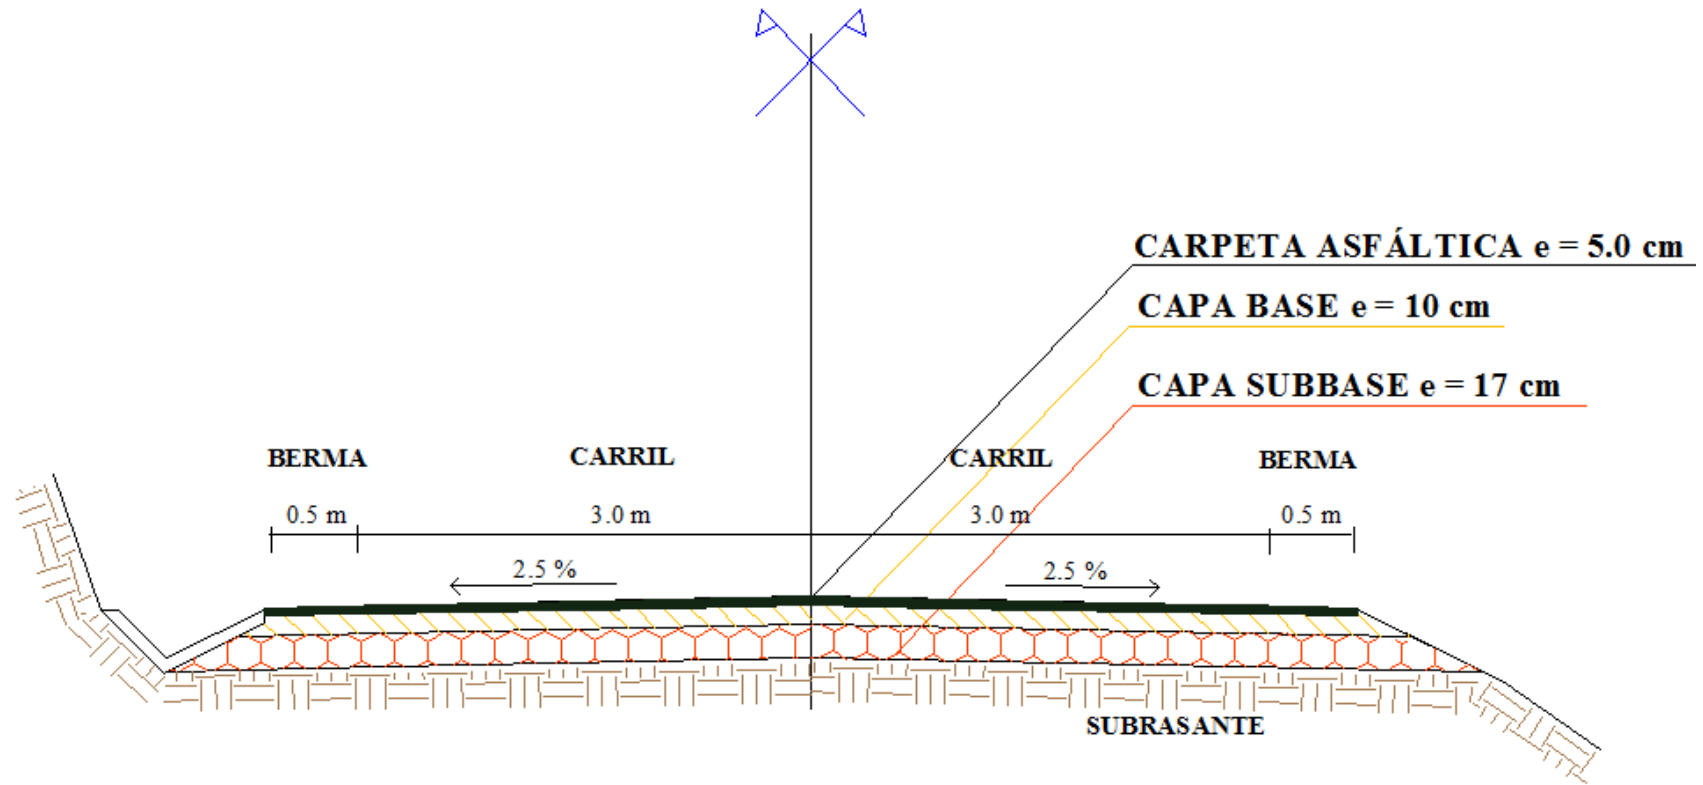 CARPETA ASFÁLTICA e = 5.0 cm
CAPA BASE e = 10 cm
CAPA SUBBASE e = 17 cm
BERMA CARRIL CARRIL BERMA
0.5 m 3.0 m 3.0 m 0.5 m
2.5 % 2.5 %
SUBRASANTE